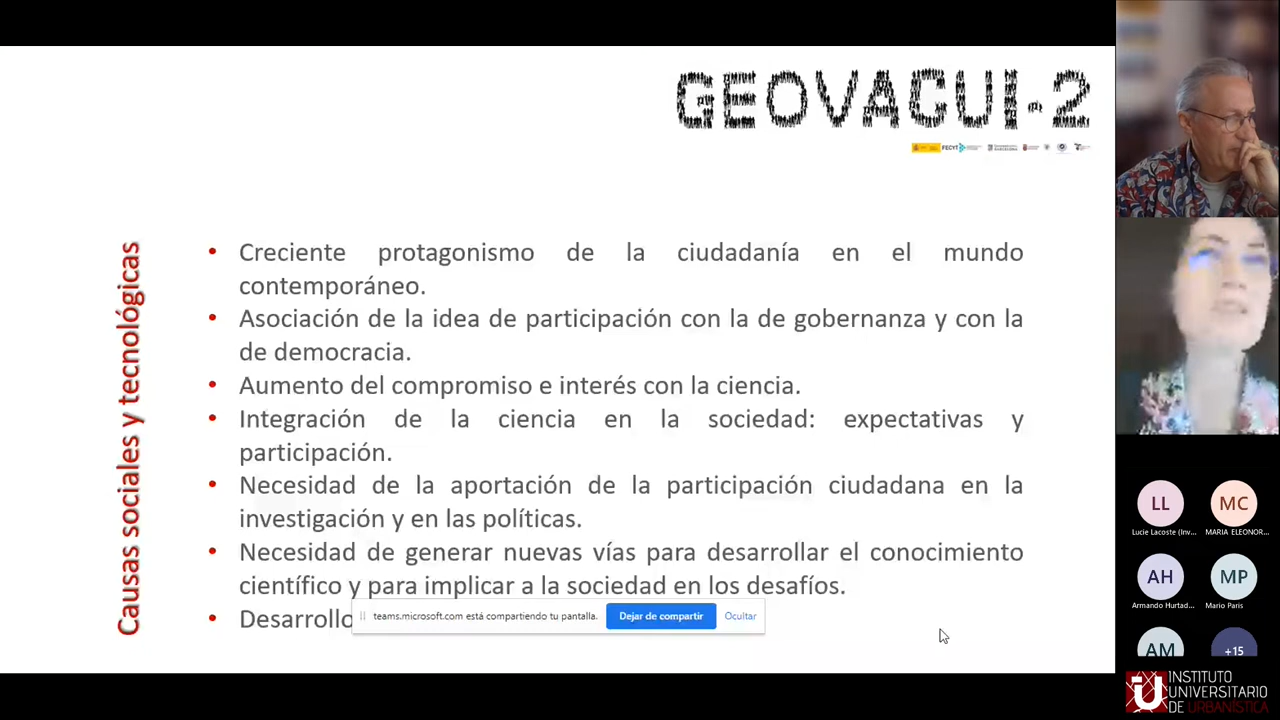 GEOVACUI-2
FECYT
Causas sociales y tecnológicas
• Creciente protagonismo de la ciudadanía en el mundo
contemporáneo.
• Asociación de la idea de participación con la de gobernanza y con la
de democracia.
• Aumento del compromiso e interés con la ciencia.
• Integración de la ciencia en la sociedad: expectativas y
participación.
• Necesidad de la aportación de la participación ciudadana en la
investigación y en las políticas.
• Necesidad de generar nuevas vías para desarrollar el conocimiento
científico y para implicar a la sociedad en los desafíos.
• Desarrollo
teams.microsoft.com está compartiendo tu pantalla.
Dejar de compartir
Ocultar
LL
Lucie Lacoste (Inv...
MC
MARIA ELEONOR...
AH
Armando Hurtad...
MP
Mario Paris
AM
+15
INSTITUTO
UNIVERSITARIO
DE URBANÍSTICA